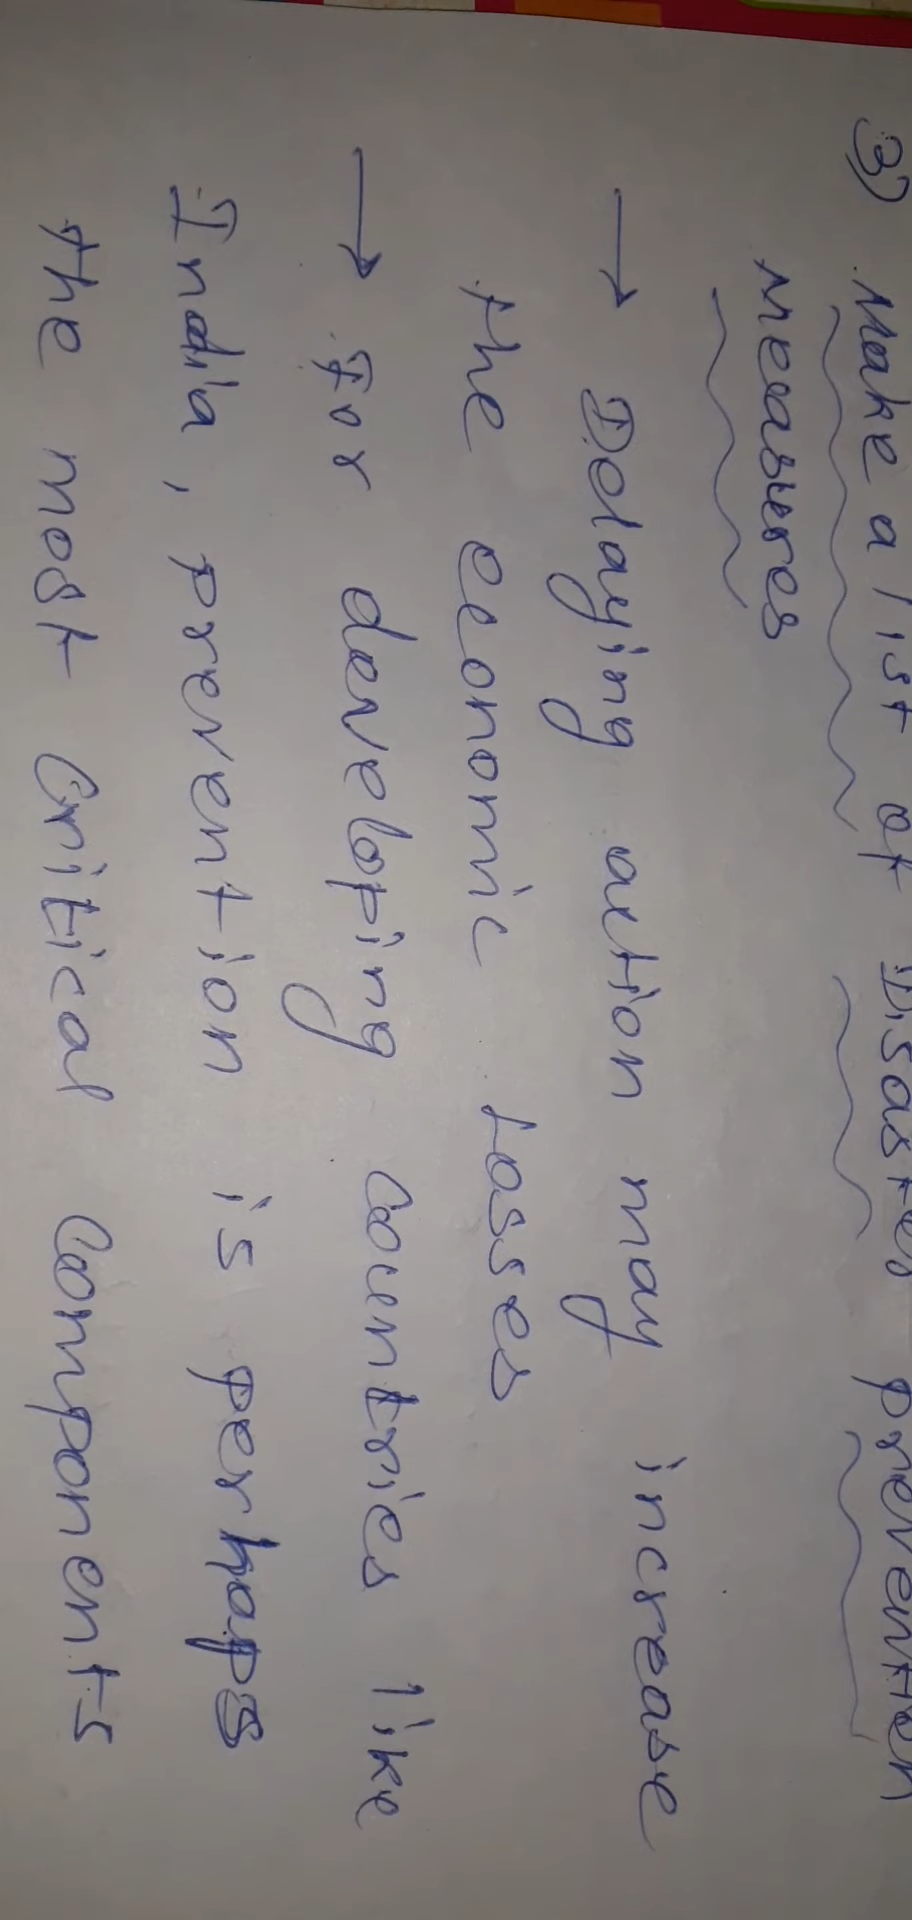 3) Make a list of Disaster prevention
measures
→ Delaying action may increase
the economic losses
→ For developing countries like
India, prevention is perhaps
the most critical components